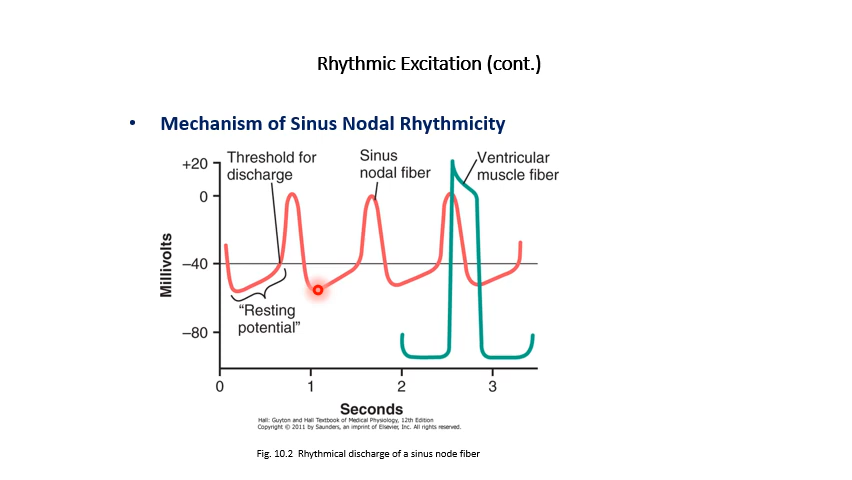 Rhythmic Excitation (cont.)
• Mechanism of Sinus Nodal Rhythmicity
Threshold for
discharge
Sinus
nodal fiber
Ventricular
muscle fiber
+20
0
–40
–80
Millivolts
"Resting
potential"
0 1 2 3
Seconds
Hall: Guyton and Hall Textbook of Medical Physiology, 12th Edition
Copyright © 2011 by Saunders, an imprint of Elsevier, Inc. All rights reserved.
Fig. 10.2 Rhythmical discharge of a sinus node fiber